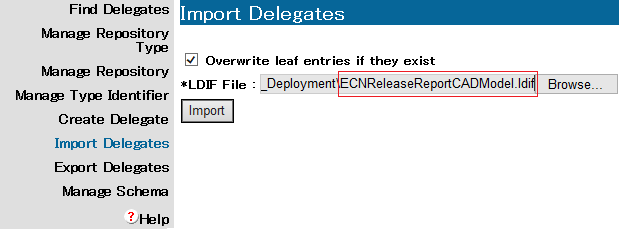 Find Delegates
Manage Repository
Type
Manage Repository
Manage Type Identifier
Create Delegate
Import Delegates
Export Delegates
Manage Schema
?Help
Import Delegates
Overwrite leaf entries if they exist
*LDIF File : _Deployment\ECNReleaseReportCADModel.ldif Browse...
Import